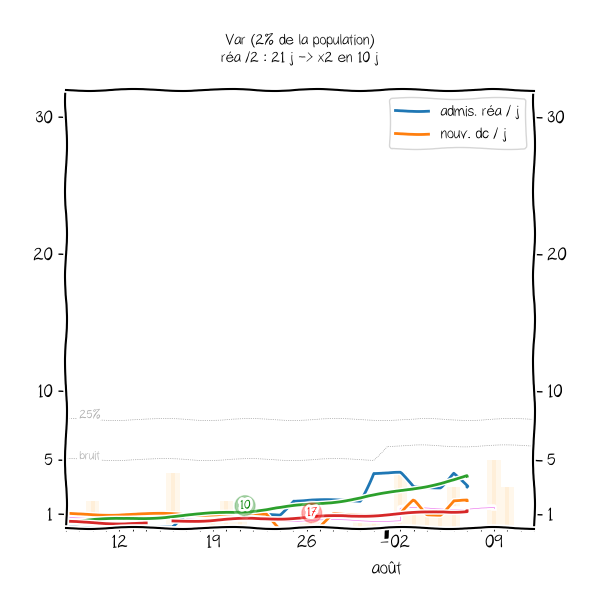 Var (2% de la population)
réa /2 : 21 j -> x2 en 10 j
admis. réa / j
nouv. dc / j
30 30
20 20
10 10
25%
bruit
5 5
10
17
1 1
12 19 26 02 09
août